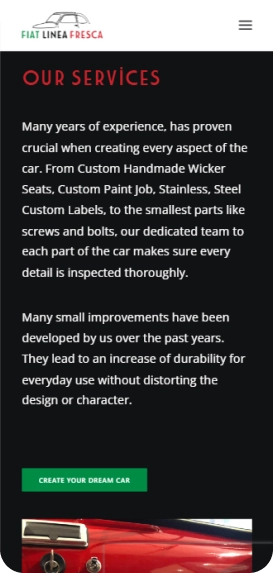 FIAT LINEA FRESCA
OUR SERVICES
Many years of experience, has proven
crucial when creating every aspect of the
car. From Custom Handmade Wicker
Seats, Custom Paint Job, Stainless, Steel
Custom Labels, to the smallest parts like
screws and bolts, our dedicated team to
each part of the car makes sure every
detail is inspected thoroughly.
Many small improvements have been
developed by us over the past years.
They lead to an increase of durability for
everyday use without distorting the
design or character.
CREATE YOUR DREAM CAR